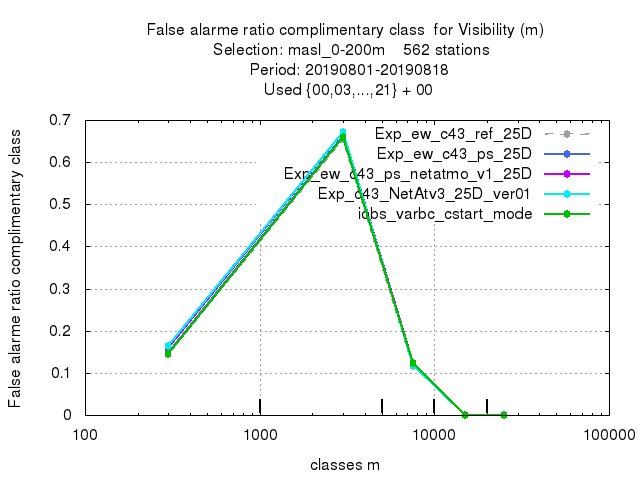 False alarme ratio complimentary class  for Visibility (m)
Selection: masl_0-200m    562 stations
Period: 20190801-20190818
Used {00,03,...,21} + 00
False alarme ratio complimentary class
0.7
0.6
0.5
0.4
0.3
0.2
0.1
0
Exp_ew_c43_ref_25D
Exp_ew_c43_ps_25D
Exp_ew_c43_ps_netatmo_v1_25D
Exp_c43_NetAtv3_25D_ver01
iobs_varbc_cstart_mode
100
1000
10000
100000
classes m